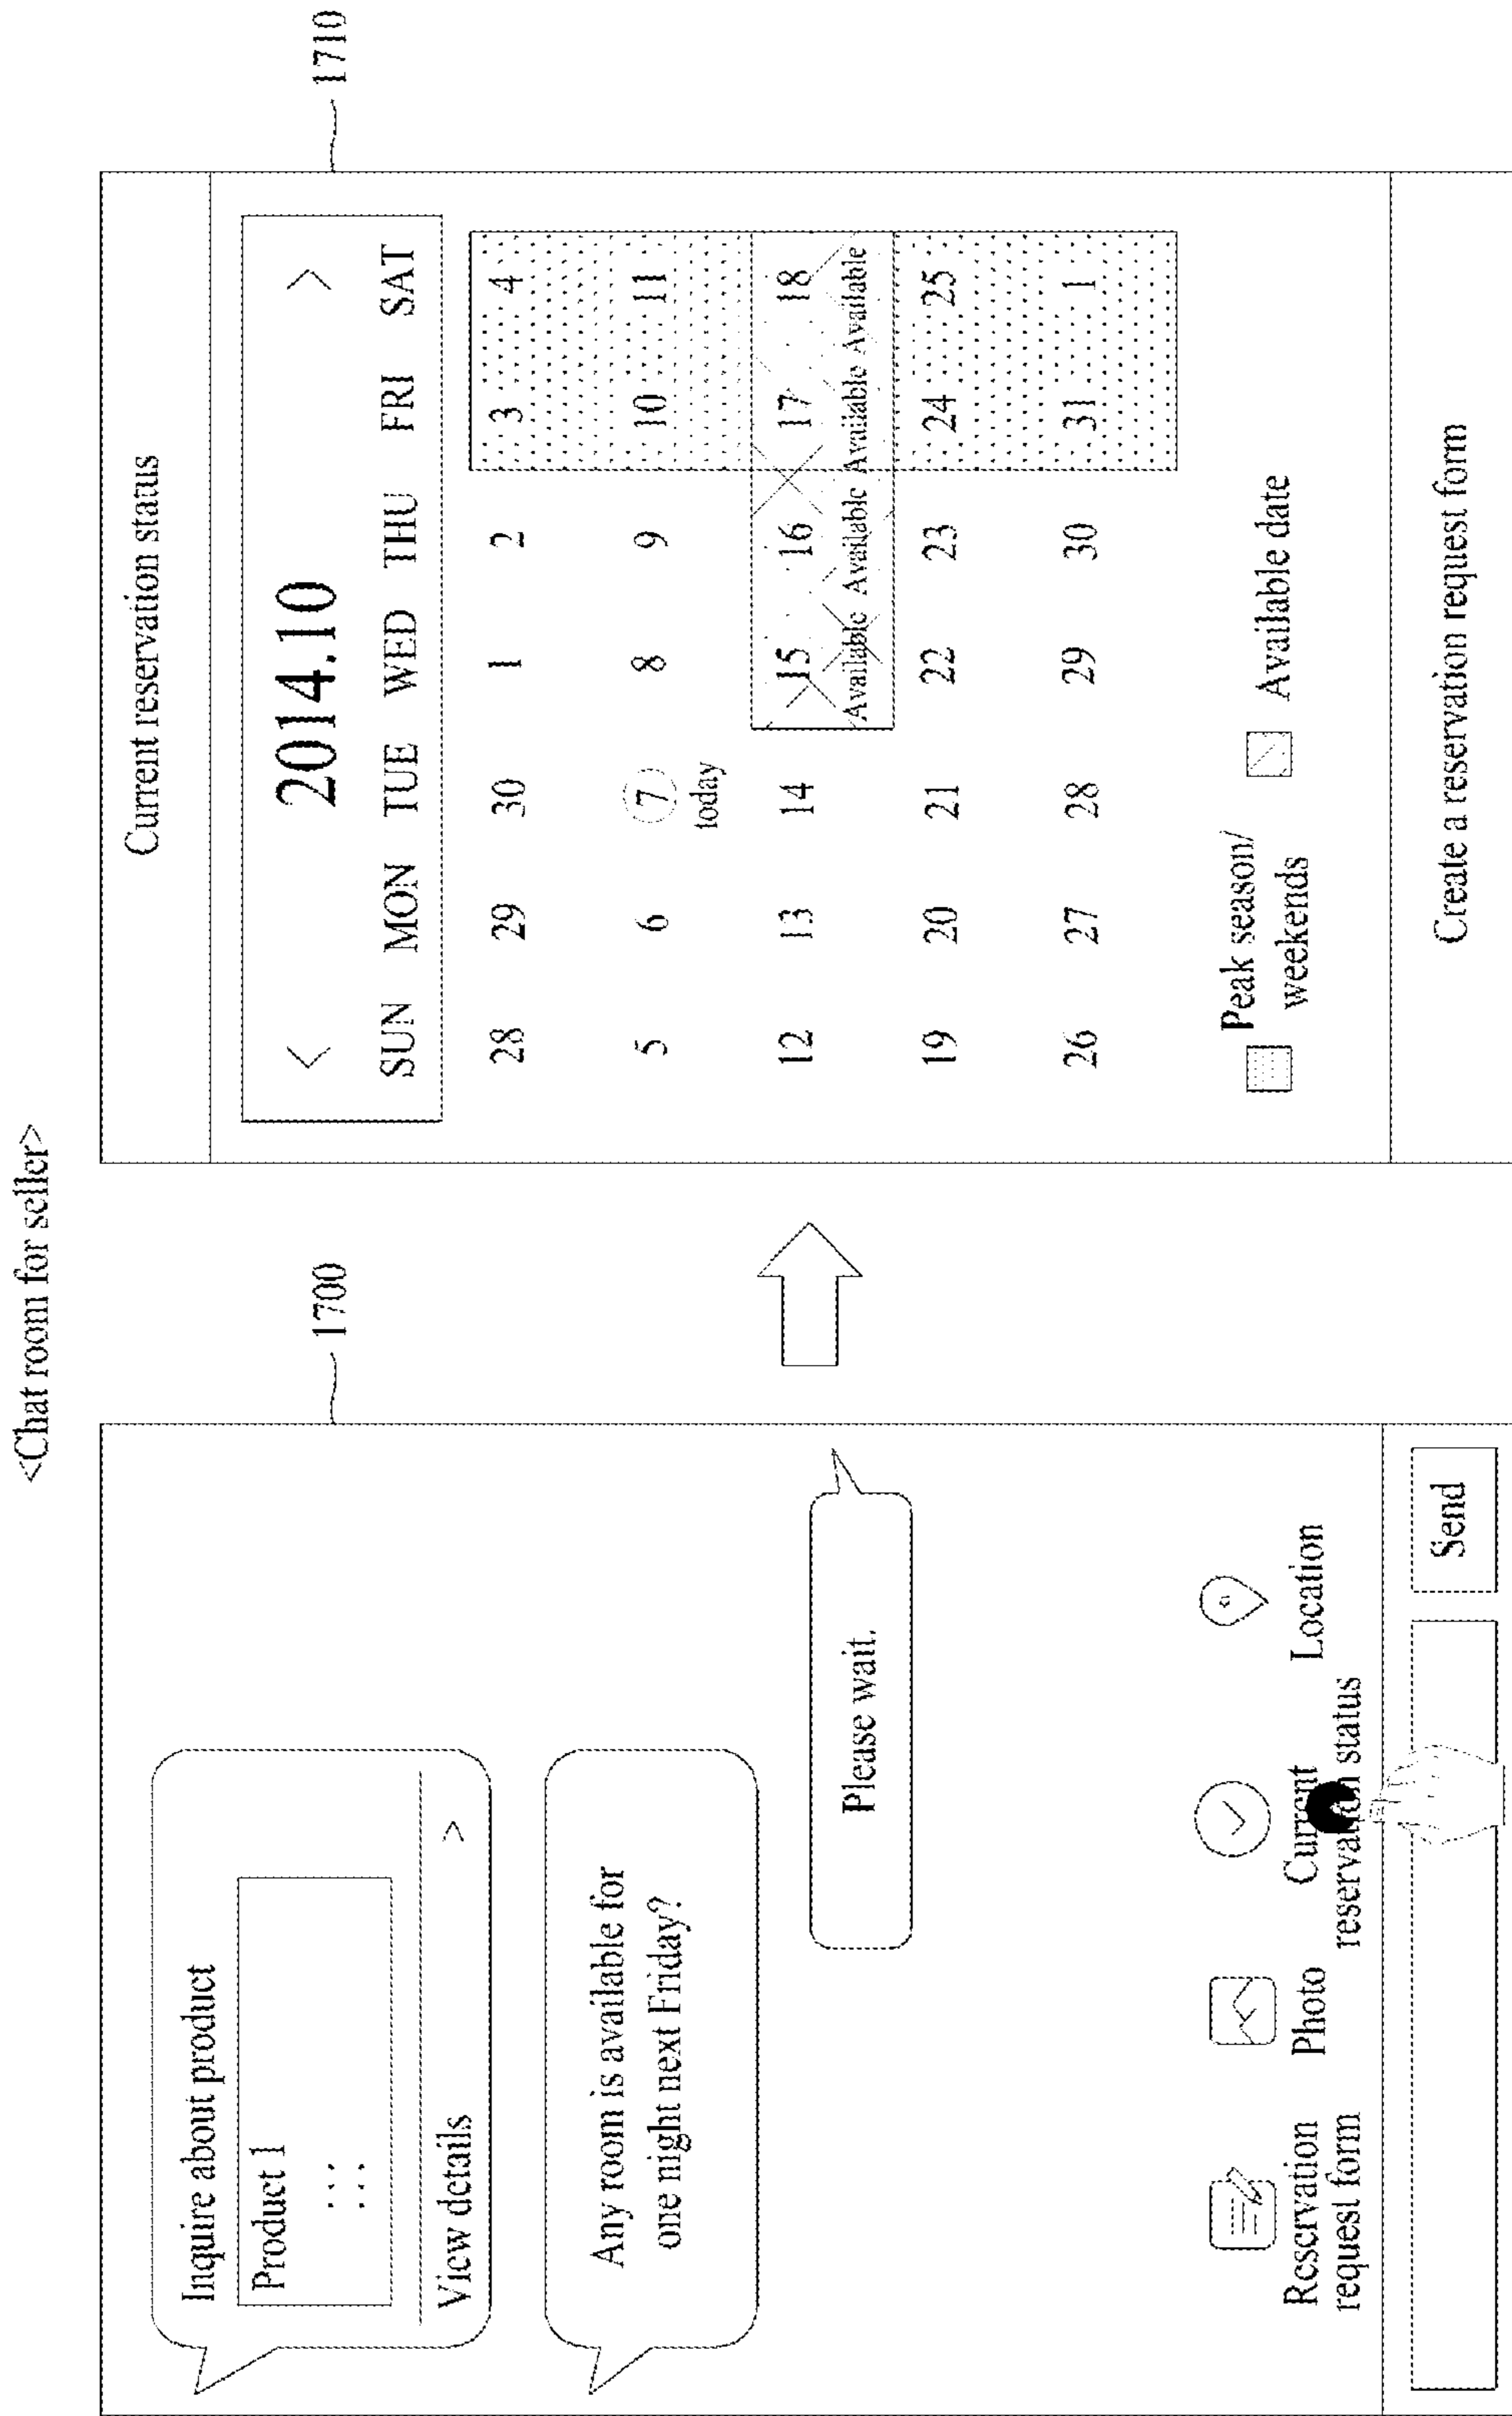 <Chat room for seller>
1700
Inquire about product
Product 1
...
...
View details >
Any room is available for
one night next Friday?
Please wait.
Reservation
request form
Photo
Current
reservation status
Location
Send
1710
Current reservation status
< 2014.10 >
SUN MON TUE WED THU FRI SAT
28 29 30 1 2 3 4
5 6 7 8 9 10 11
today
12 13 14 15 16 17 18
Available Available Available Available
19 20 21 22 23 24 25
26 27 28 29 30 31 1
Peak season/
weekends
Available date
Create a reservation request form